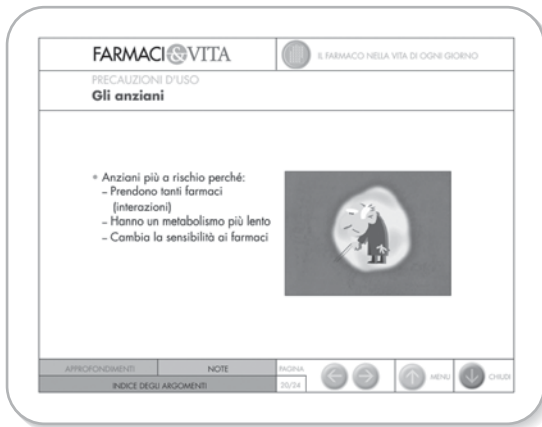 FARMACI&VITA
IL FARMACO NELLA VITA DI OGNI GIORNO
PRECAUZIONI D'USO
Gli anziani
• Anziani più a rischio perché:
– Prendono tanti farmaci
(interazioni)
– Hanno un metabolismo più lento
– Cambia la sensibilità ai farmaci
APPROFONDIMENTI
NOTE
INDICE DEGLI ARGOMENTI
PAGINA
20/24
MENU
CHIUDI